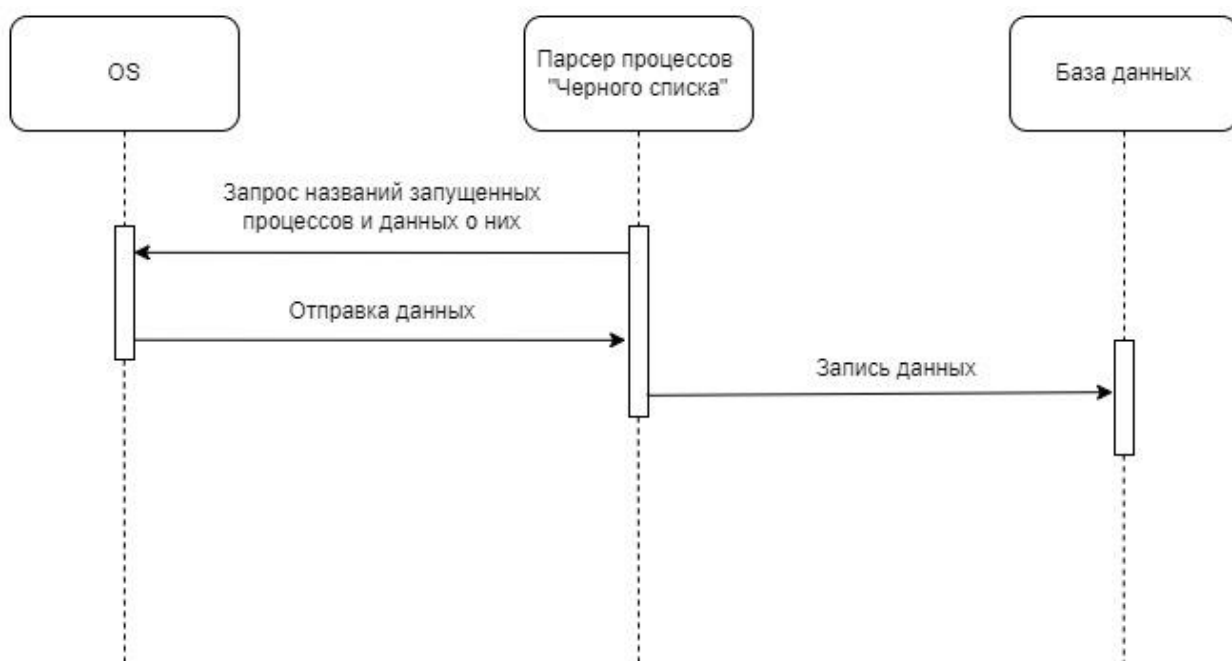 OS
Парсер процессов
"Черного списка"
База данных
Запрос названий запущенных
процессов и данных о них
Отправка данных
Запись данных